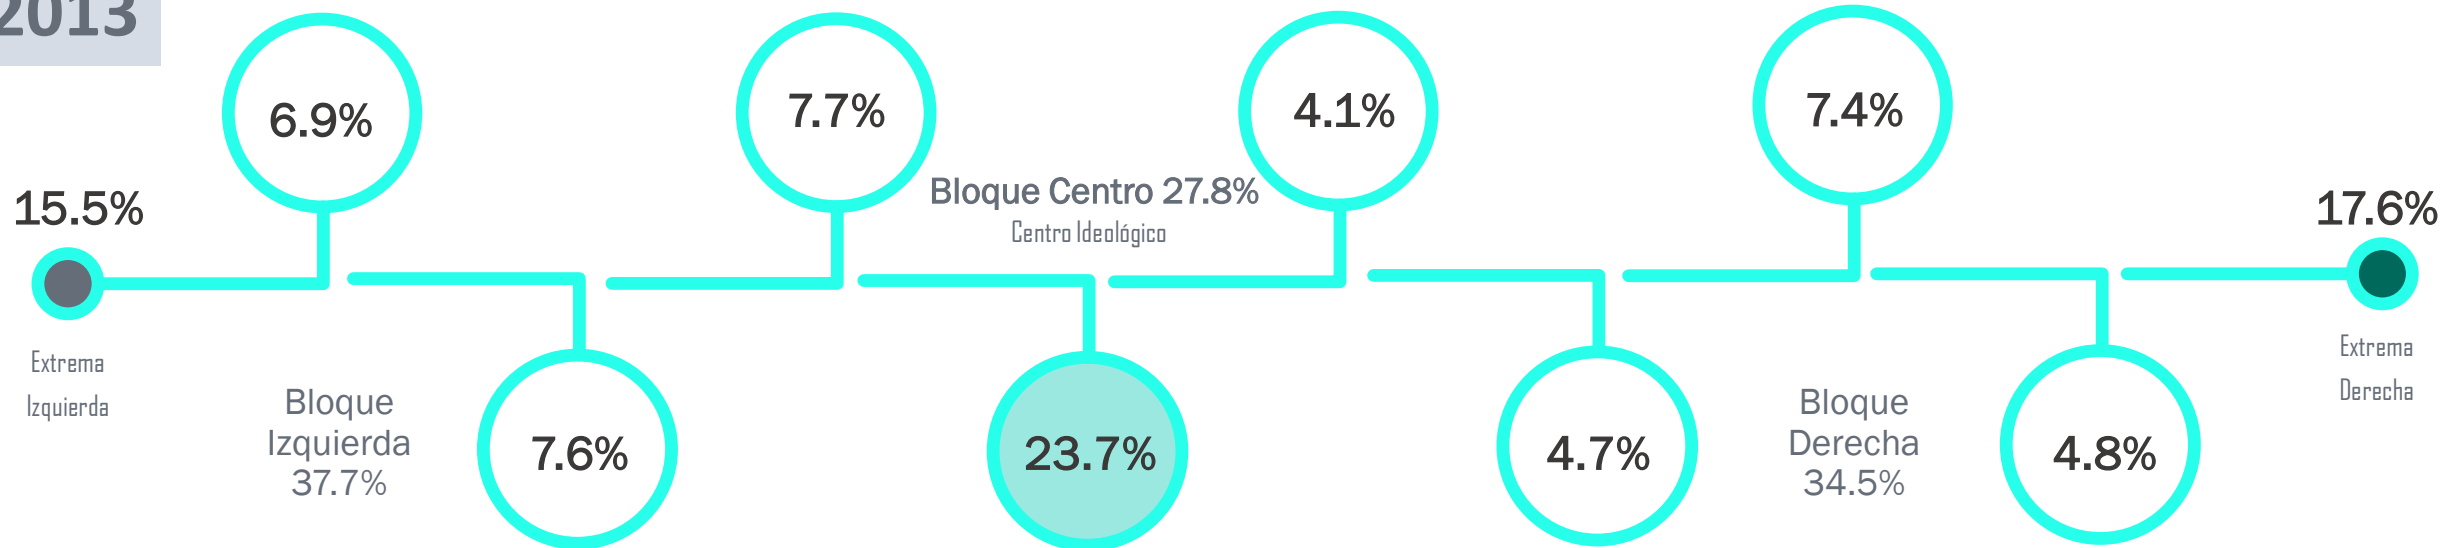 2013
6.9%
7.7%
4.1%
7.4%
15.5%
Bloque Centro 27.8%
Centro Ideológico
17.6%
Extrema
Izquierda
Bloque
Izquierda
37.7%
7.6%
23.7%
4.7%
Bloque
Derecha
34.5%
4.8%
Extrema
Derecha